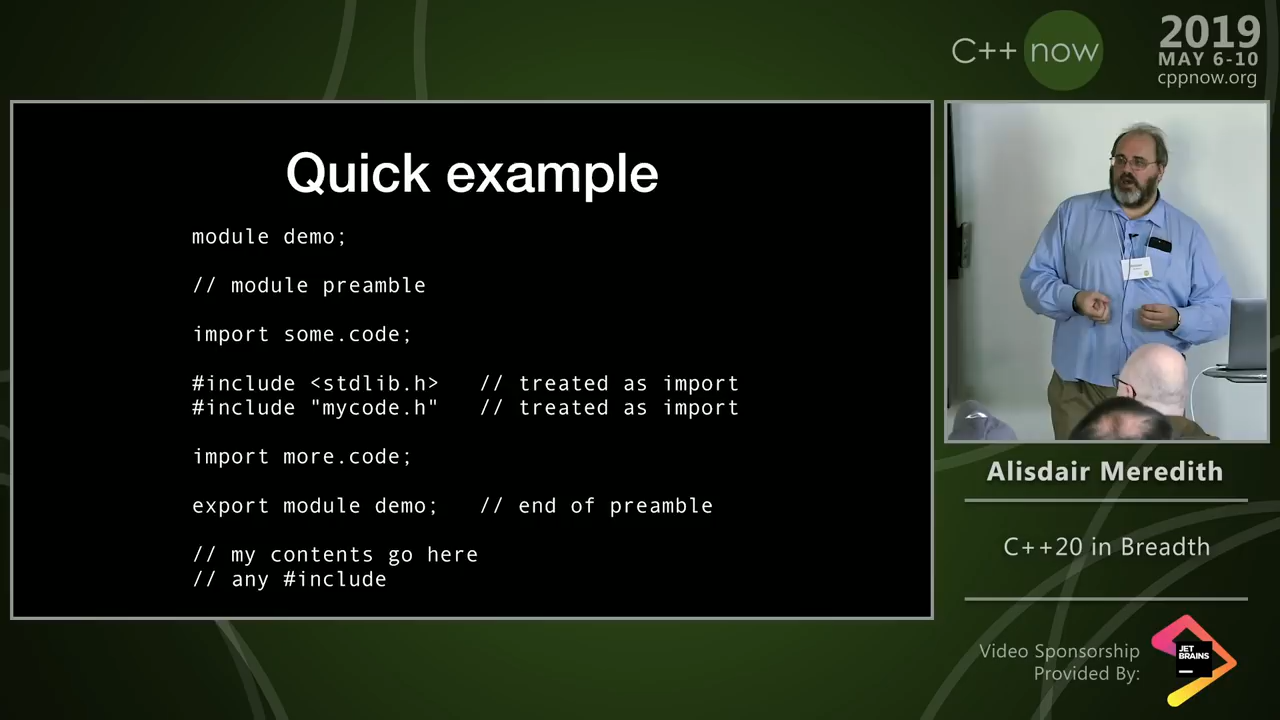 C++ now
2019
MAY 6-10
cppnow.org
Quick example
module demo;
// module preamble
import some.code;
#include <stdlib.h> // treated as import
#include "mycode.h" // treated as import
import more.code;
export module demo; // end of preamble
// my contents go here
// any #include
Alisdair Meredith
C++20 in Breadth
Video Sponsorship
Provided By:
JET
BRAINS